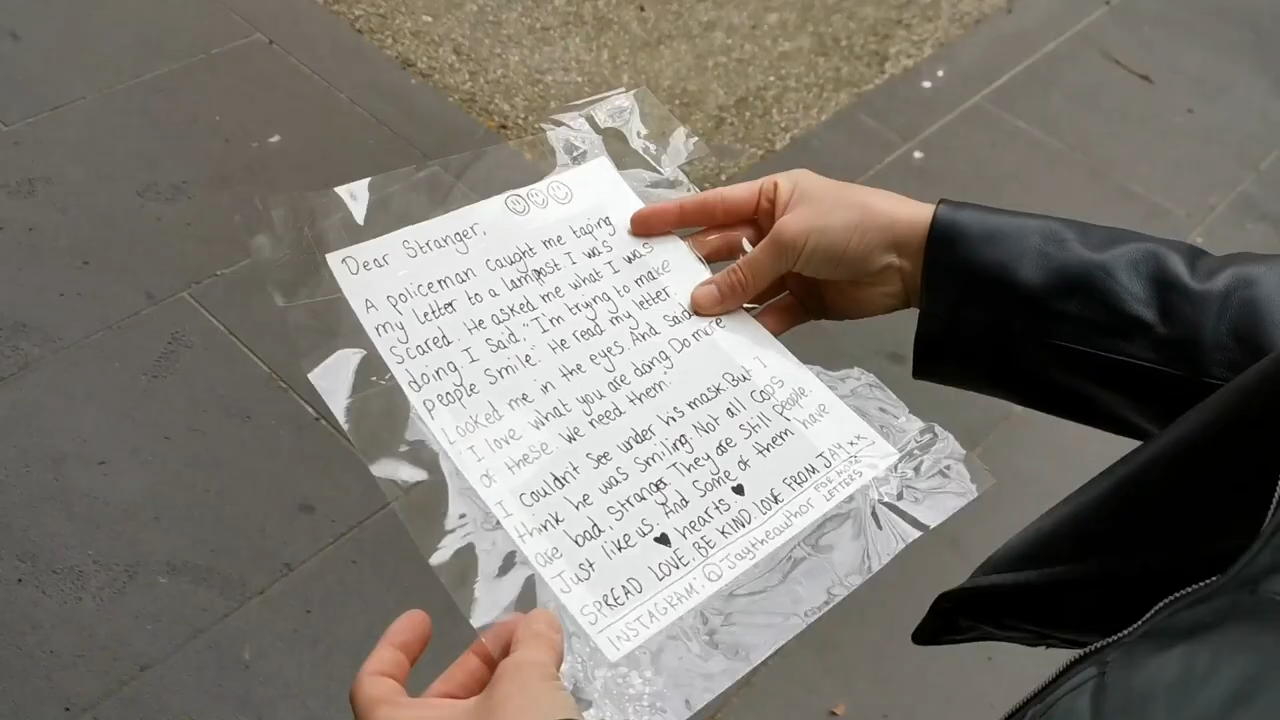 Dear Stranger,
A policeman caught me taping
my letter to a lampost I was
Scared. He asked me what I was
doing I Said, "I'm trying to make
people Smile." He read my letter.
Looked me in the eyes. And Said
"I love what you are doing. Do more
of these. We need them."
I Couldn't See under his mask. But I
think he was Smiling. Not all Cops
are bad, Stranger. They are Still people.
Just like us. And Some of them have
♥ hearts. ♥
SPREAD LOVE. BE KIND. LOVE FROM JAY xx
INSTAGRAM: @Jaytheauthor FOR MORE
LETTERS